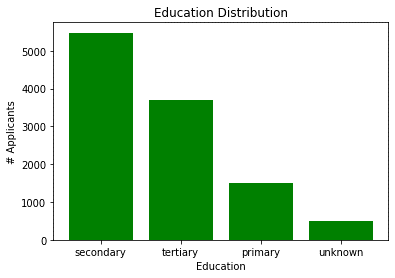 Education Distribution
# Applicants
5000
4000
3000
2000
1000
0
secondary tertiary primary unknown
Education